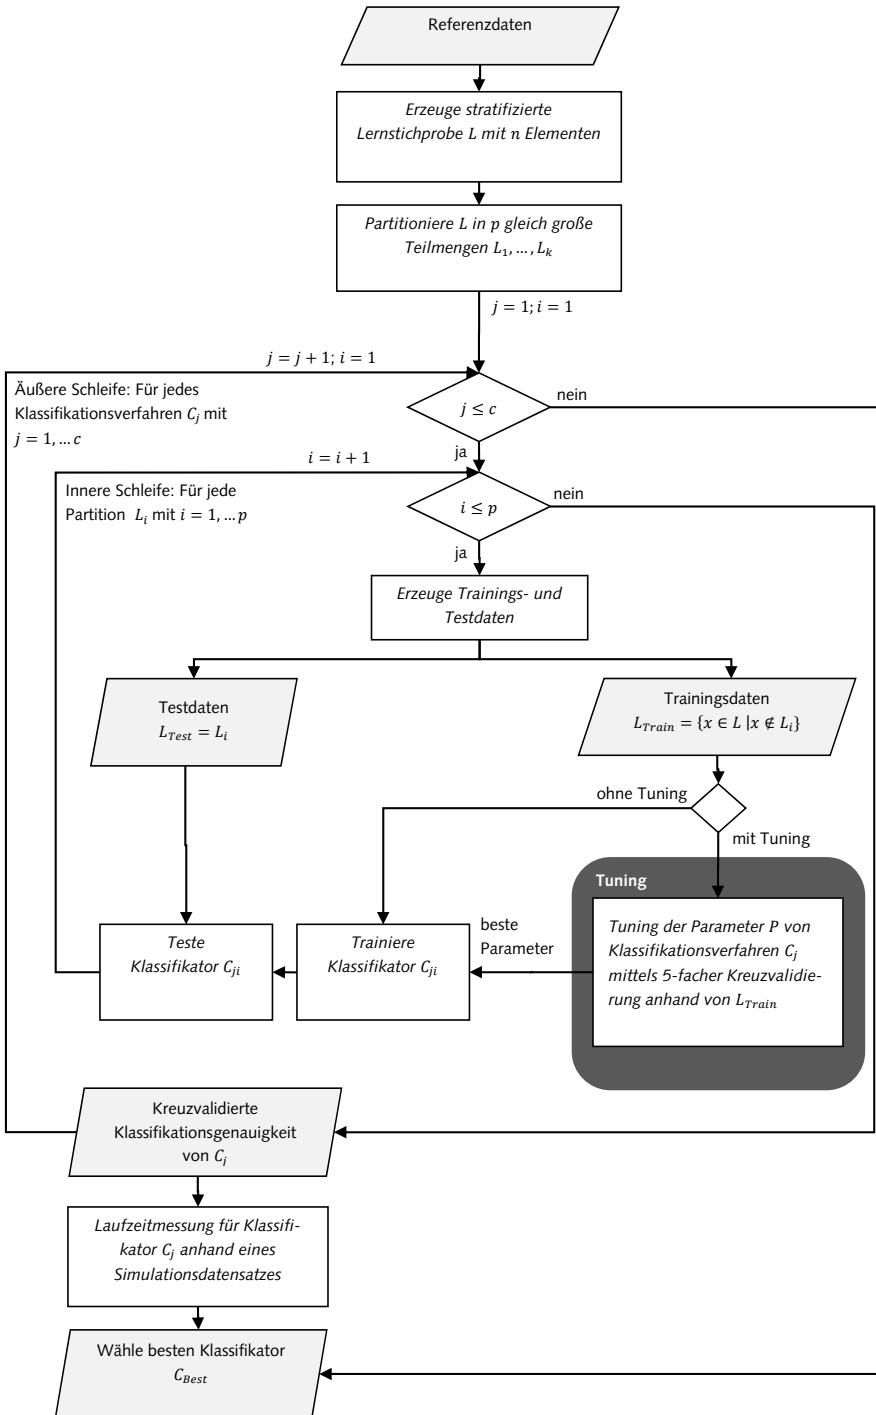 Referenzdaten
Erzeuge stratifizierte
Lernstichprobe L mit n Elementen
Partitioniere L in p gleich große
Teilmengen L₁, …, Lₖ
j = 1; i = 1
j = j + 1; i = 1
Äußere Schleife: Für jedes
Klassifikationsverfahren Cⱼ mit
j = 1, … c
j ≤ c
nein
ja
i = i + 1
Innere Schleife: Für jede
Partition Lᵢ mit i = 1, … p
i ≤ p
nein
ja
Erzeuge Trainings- und
Testdaten
Testdaten
L_Test = Lᵢ
Trainingsdaten
L_Train = {x ∈ L |x ∉ Lᵢ}
ohne Tuning
mit Tuning
Tuning
Tuning der Parameter P von
Klassifikationsverfahren Cⱼ
mittels 5-facher Kreuzvalidie-
rung anhand von L_Train
beste
Parameter
Trainiere
Klassifikator Cⱼᵢ
Teste
Klassifikator Cⱼᵢ
Kreuzvalidierte
Klassifikationsgenauigkeit
von Cⱼ
Laufzeitmessung für Klassifi-
kator Cⱼ anhand eines
Simulationsdatensatzes
Wähle besten Klassifikator
C_Best